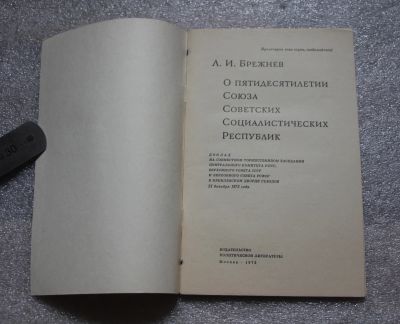 Пролетарии всех стран, соединяйтесь!
Л. И. БРЕЖНЕВ
О ПЯТИДЕСЯТИЛЕТИИ
СОЮЗА
СОВЕТСКИХ
СОЦИАЛИСТИЧЕСКИХ
РЕСПУБЛИК
ДОКЛАД
НА СОВМЕСТНОМ ТОРЖЕСТВЕННОМ ЗАСЕДАНИИ
ЦЕНТРАЛЬНОГО КОМИТЕТА КПСС,
ВЕРХОВНОГО СОВЕТА СССР
И ВЕРХОВНОГО СОВЕТА РСФСР
В КРЕМЛЕВСКОМ ДВОРЦЕ СЪЕЗДОВ
21 декабря 1972 года
ИЗДАТЕЛЬСТВО
ПОЛИТИЧЕСКОЙ ЛИТЕРАТУРЫ
МОСКВА · 1972
30